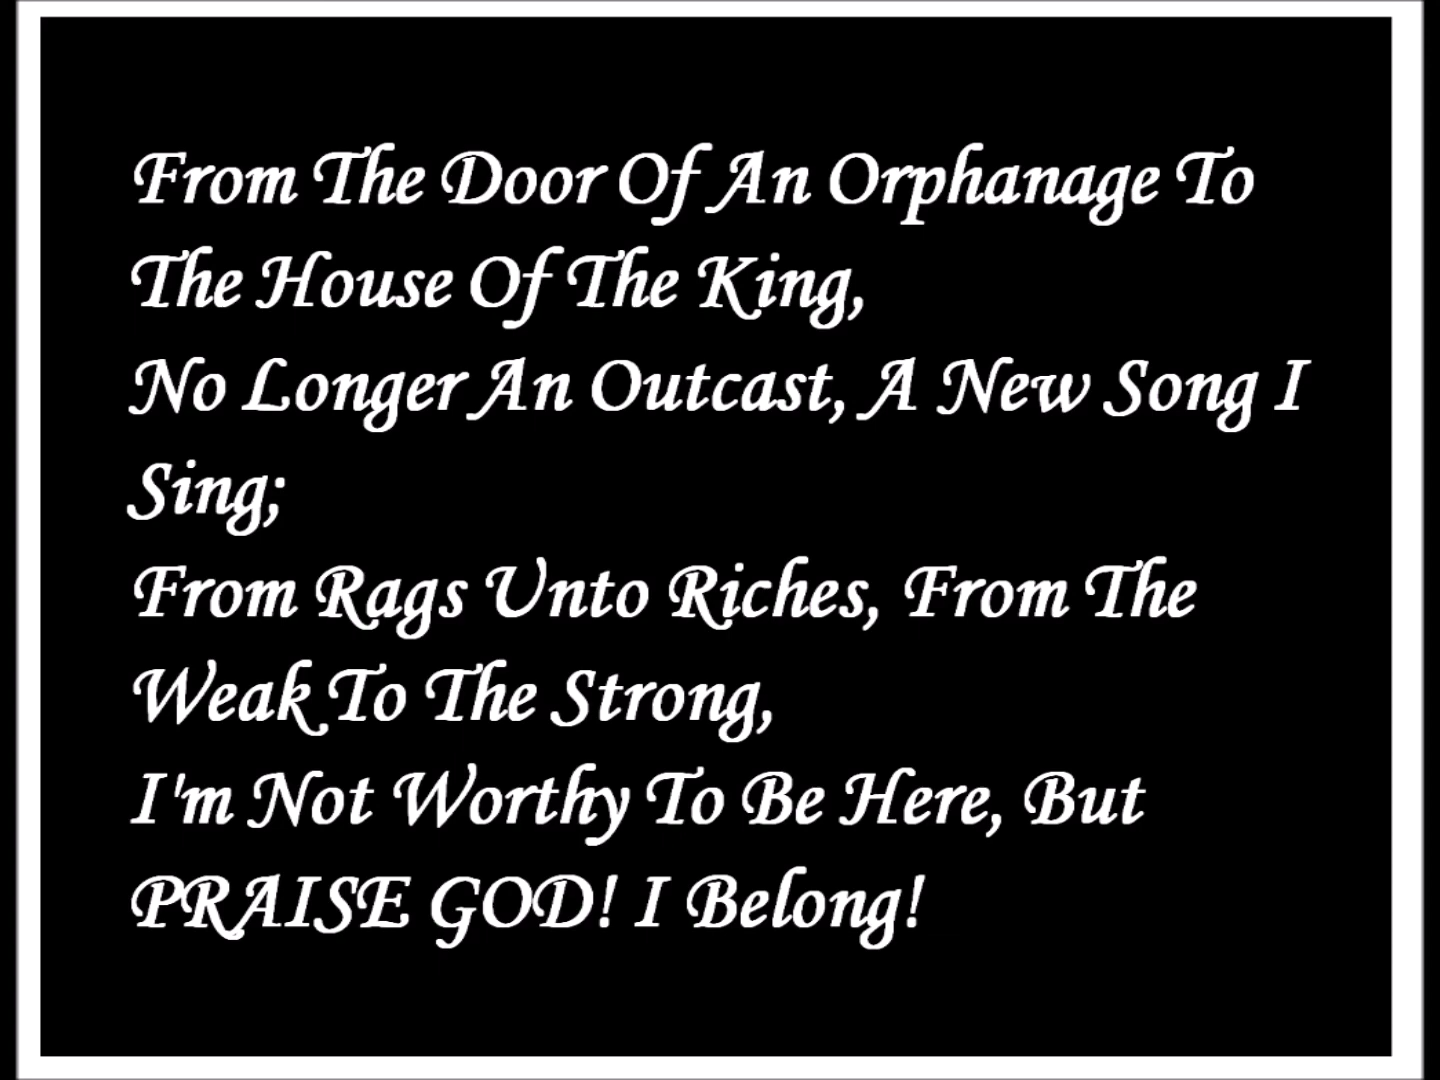 From The Door Of An Orphanage To
The House Of The King,
No Longer An Outcast, A New Song I
Sing;
From Rags Unto Riches, From The
Weak To The Strong,
I'm Not Worthy To Be Here, But
PRAISE GOD! I Belong!